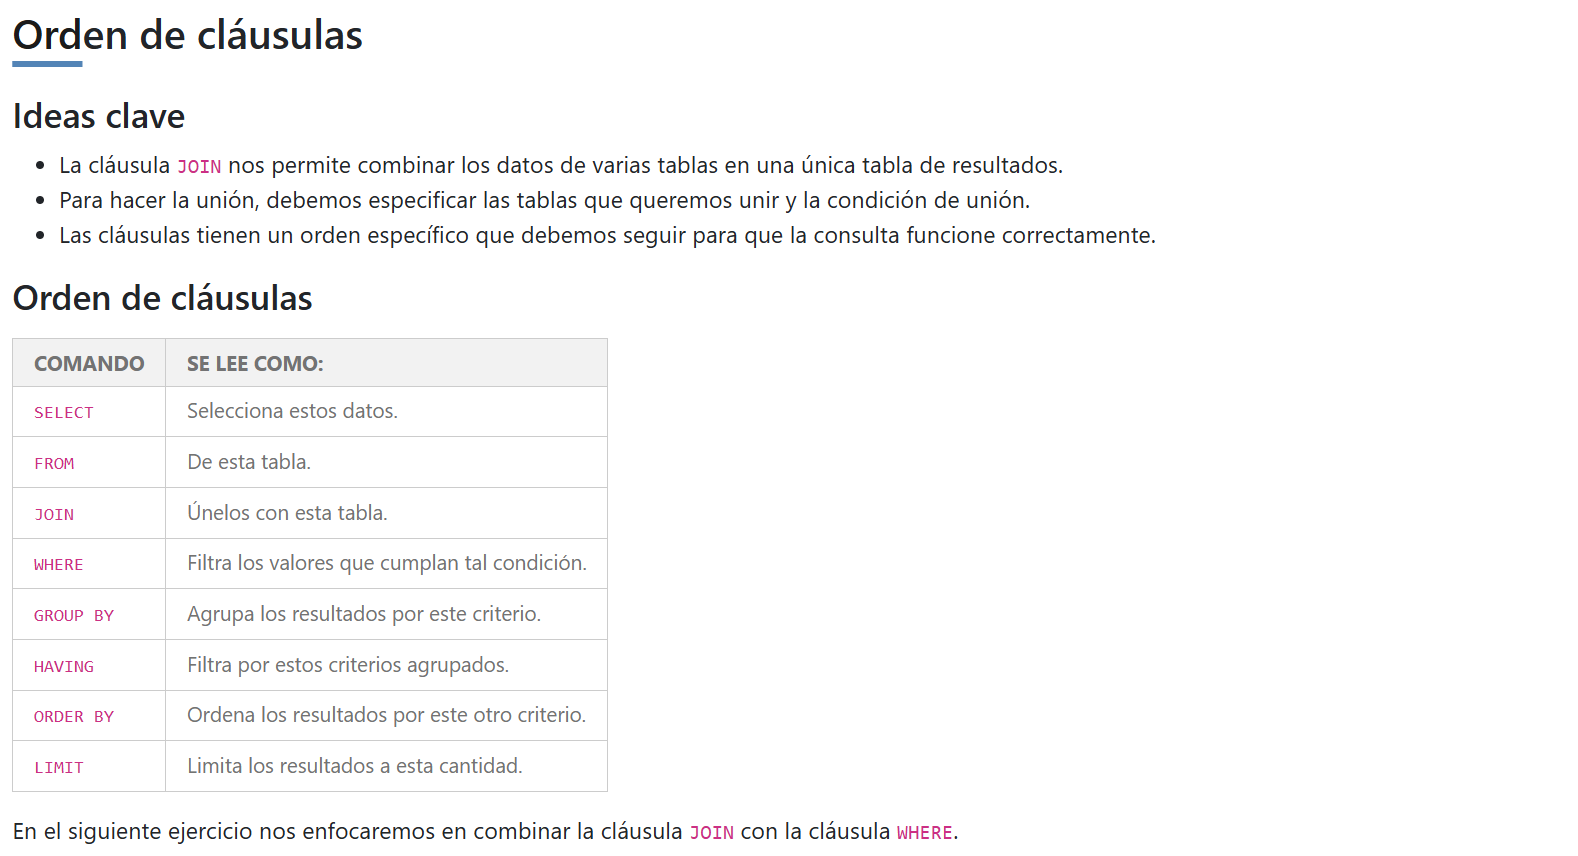 Orden de cláusulas
Ideas clave
La cláusula JOIN nos permite combinar los datos de varias tablas en una única tabla de resultados.
Para hacer la unión, debemos especificar las tablas que queremos unir y la condición de unión.
Las cláusulas tienen un orden específico que debemos seguir para que la consulta funcione correctamente.
Orden de cláusulas
COMANDO SE LEE COMO:
SELECT Selecciona estos datos.
FROM De esta tabla.
JOIN Únelos con esta tabla.
WHERE Filtra los valores que cumplan tal condición.
GROUP BY Agrupa los resultados por este criterio.
HAVING Filtra por estos criterios agrupados.
ORDER BY Ordena los resultados por este otro criterio.
LIMIT Limita los resultados a esta cantidad.
En el siguiente ejercicio nos enfocaremos en combinar la cláusula JOIN con la cláusula WHERE.